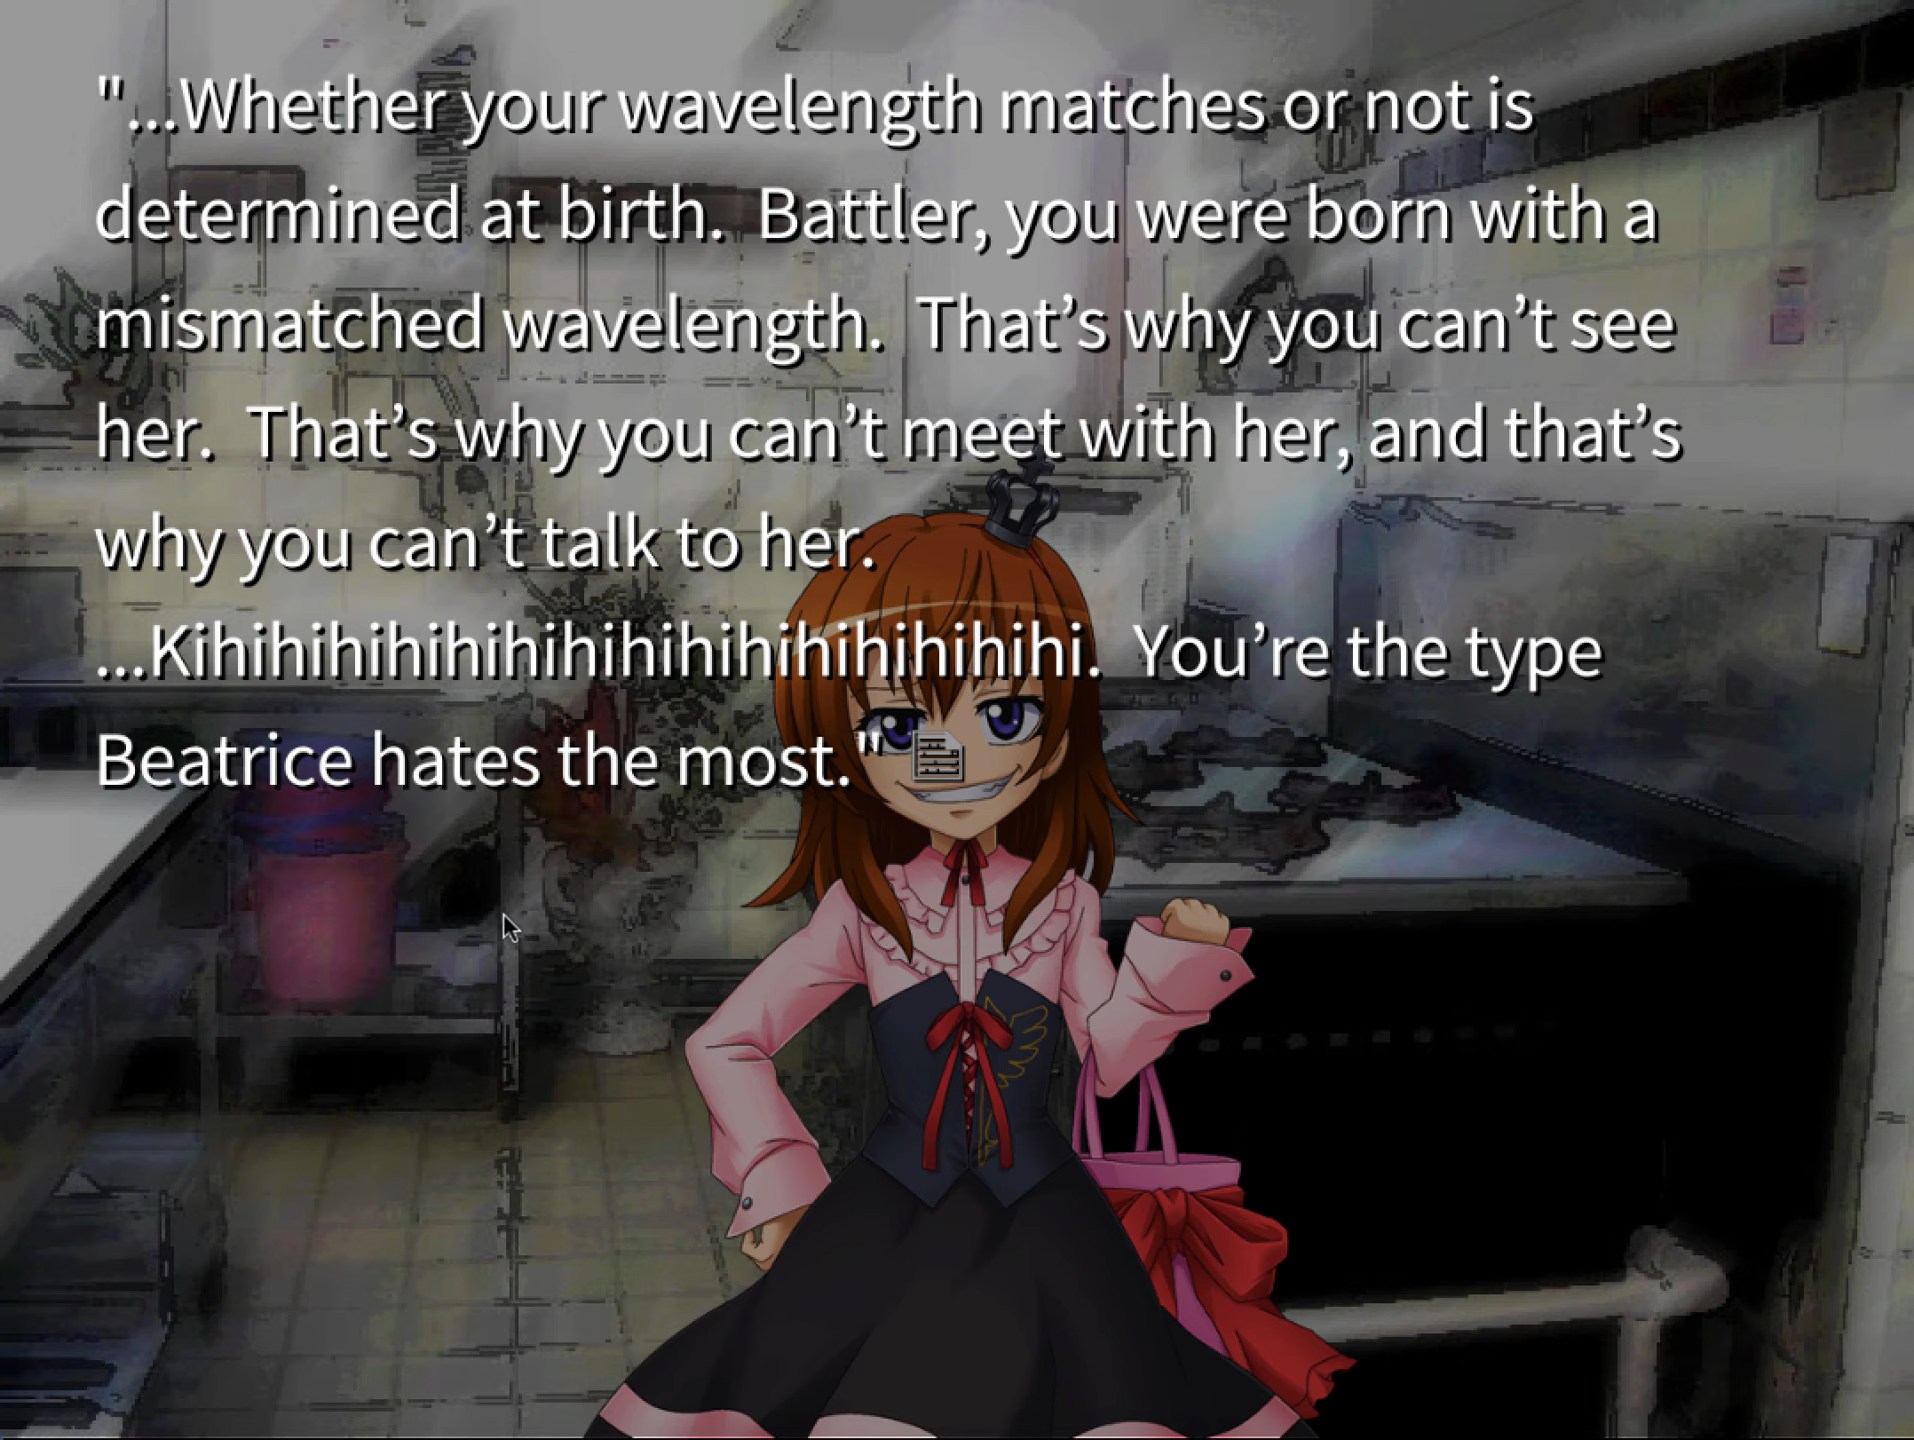 "...Whether your wavelength matches or not is
determined at birth.  Battler, you were born with a
mismatched wavelength.  That’s why you can’t see
her.  That’s why you can’t meet with her, and that’s
why you can’t talk to her.
...Kihihihihihihihihihihihihihihihihihi.  You’re the type
Beatrice hates the most."